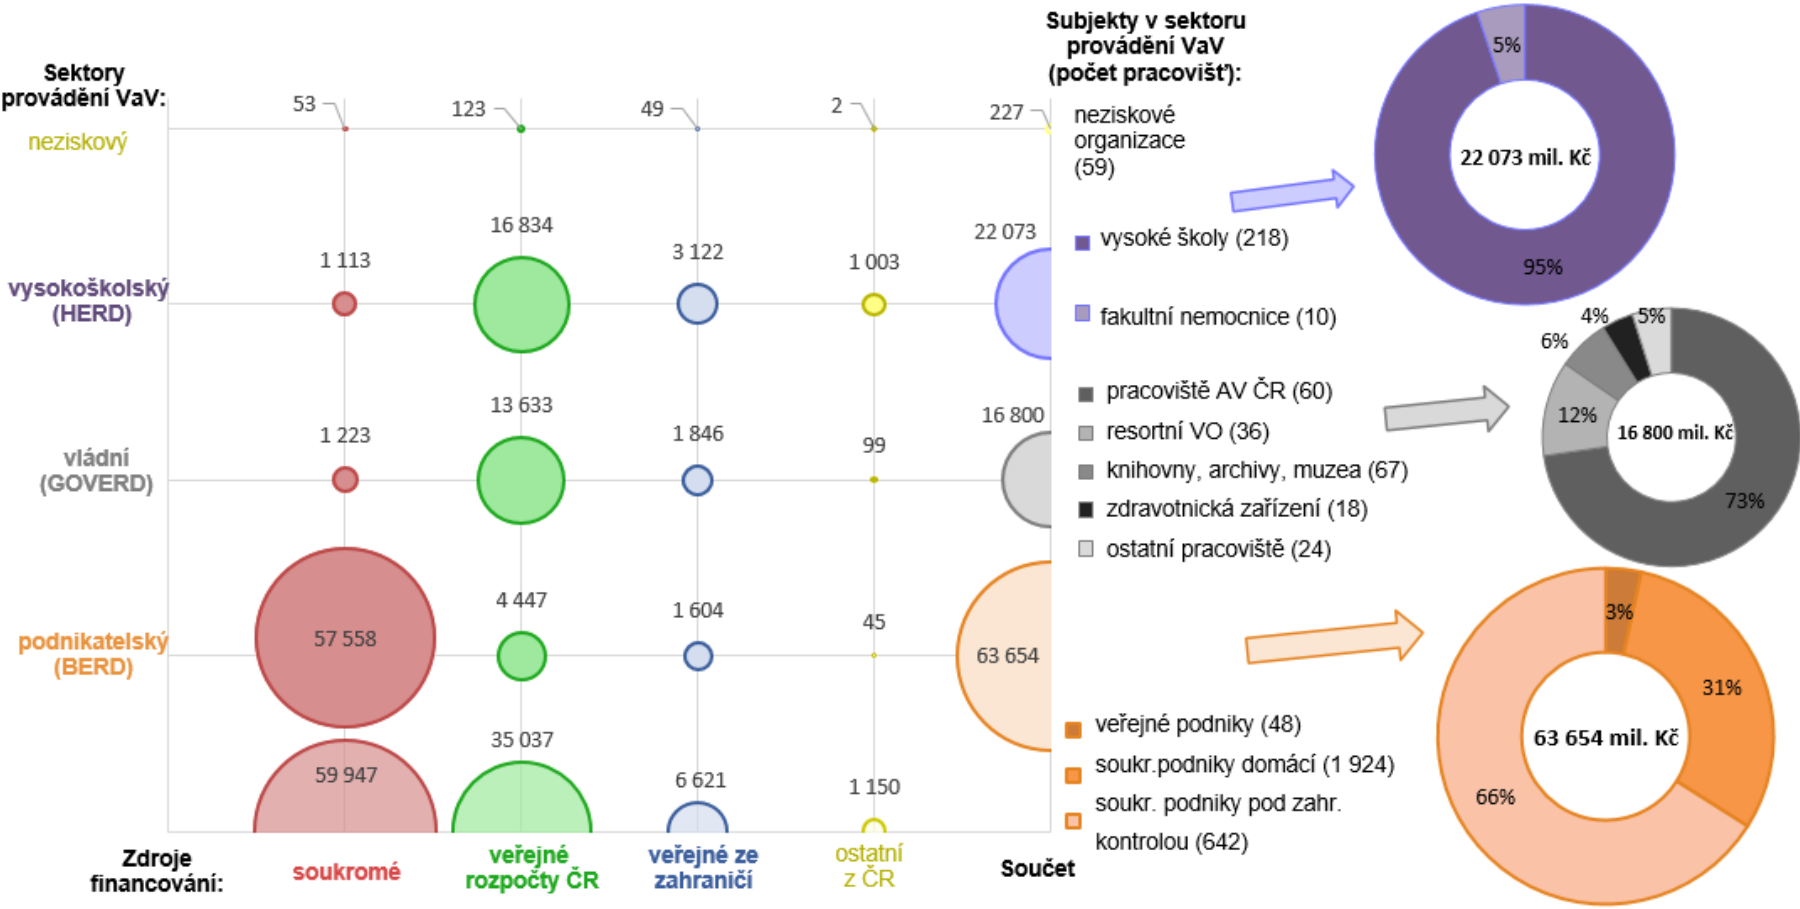 Sektory
provádění VaV:
53
123
49
2
227
neziskový
16 834
22 073
1 113
3 122
1 003
vysokoškolský
(HERD)
13 633
16 800
1 223
1 846
99
vládní
(GOVERD)
4 447
1 604
45
57 558
63 654
podnikatelský
(BERD)
35 037
59 947
6 621
1 150
Zdroje
financování:
soukromé
veřejné
rozpočty ČR
veřejné ze
zahraničí
ostatní
z ČR
Součet
Subjekty v sektoru
provádění VaV
(počet pracovišť):
neziskové
organizace
(59)
vysoké školy (218)
fakultní nemocnice (10)
5%
22 073 mil. Kč
95%
pracoviště AV ČR (60)
resortní VO (36)
knihovny, archivy, muzea (67)
zdravotnická zařízení (18)
ostatní pracoviště (24)
4%
5%
6%
12%
16 800 mil. Kč
73%
veřejné podniky (48)
soukr.podniky domácí (1 924)
soukr. podniky pod zahr.
kontrolou (642)
3%
31%
63 654 mil. Kč
66%